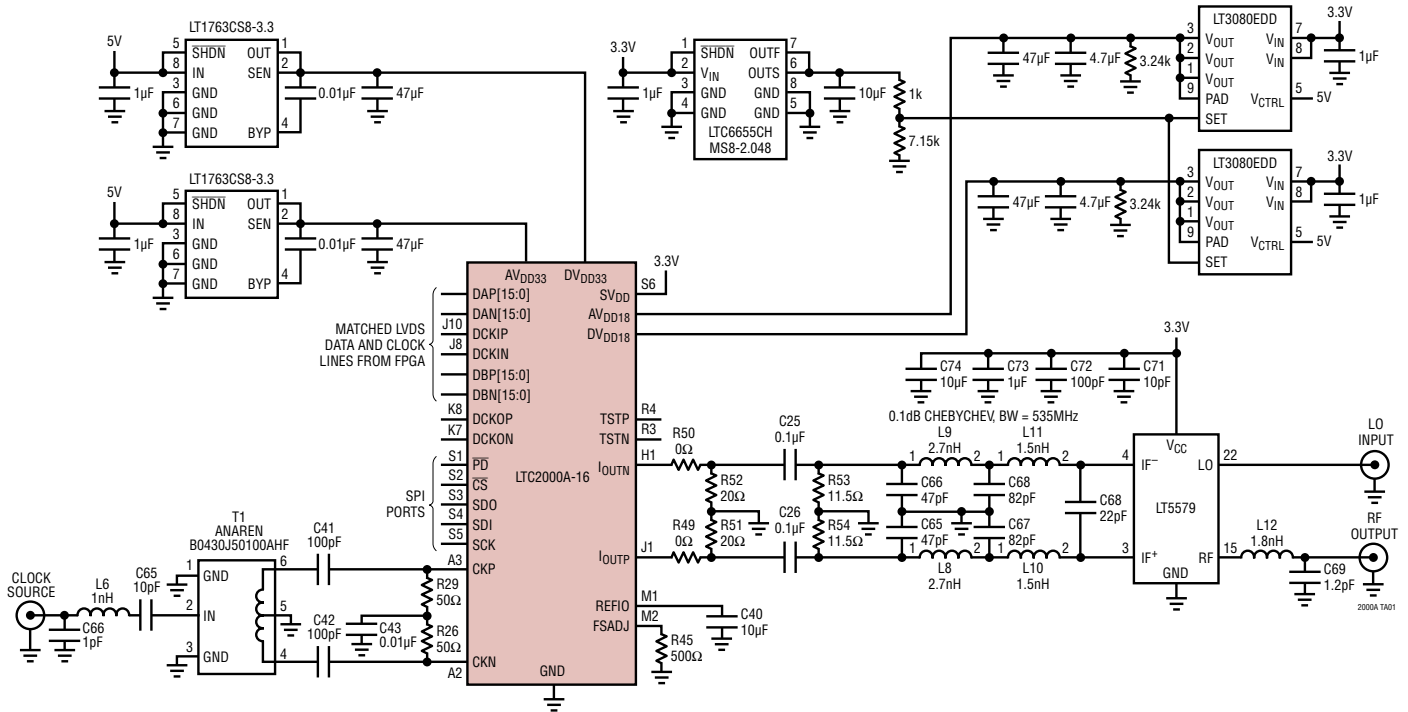 LT1763CS8-3.3
5V
5 SHDN OUT 1
8 IN SEN 2
3 GND
6 GND
7 GND BYP 4
1µF
0.01µF
47µF
LT1763CS8-3.3
5V
5 SHDN OUT 1
8 IN SEN 2
3 GND
6 GND
7 GND BYP 4
1µF
0.01µF
47µF
3.3V
1µF
1 SHDN OUTF 7
2 VIN OUTS 6
3 GND GND 8
4 GND GND 5
LTC6655CH
MS8-2.048
10µF
1k
7.15k
47µF
4.7µF
3.24k
LT3080EDD
3 VOUT VIN 7
2 VOUT VIN 8
1 VOUT
9 PAD VCTRL 5
SET
3.3V
1µF
5V
47µF
4.7µF
3.24k
LT3080EDD
3 VOUT VIN 7
2 VOUT VIN 8
1 VOUT
9 PAD VCTRL 5
SET
3.3V
1µF
5V
AVDD33 DVDD33
3.3V
MATCHED LVDS
DATA AND CLOCK
LINES FROM FPGA
DAP[15:0]
DAN[15:0]
J10 DCKIP
J8 DCKIN
DBP[15:0]
DBN[15:0]
K8 DCKOP
K7 DCKON
SPI
PORTS
S1 PD
S2 CS
S3 SDO
S4 SDI
S5 SCK
A3 CKP
A2 CKN
LTC2000A-16
GND
SVDD S6
AVDD18
DVDD18
TSTP R4
TSTN R3
IOUTN H1
IOUTP J1
REFIO M1
FSADJ M2
CLOCK
SOURCE
C66
1pF
L6
1nH
C65
10pF
T1
ANAREN
B0430J50100AHF
1 GND
2 IN
3 GND
6
5
4
C41
100pF
C42
100pF
C43
0.01µF
R29
50Ω
R26
50Ω
C40
10µF
R45
500Ω
R50
0Ω
R49
0Ω
R52
20Ω
R51
20Ω
C25
0.1µF
C26
0.1µF
R53
11.5Ω
R54
11.5Ω
0.1dB CHEBYCHEV, BW = 535MHz
1 L9 2
2.7nH
1 L11 2
1.5nH
C66
47pF
C65
47pF
C68
82pF
C67
82pF
1 L8 2
2.7nH
1 L10 2
1.5nH
C68
22pF
C74
10µF
C73
1µF
C72
100pF
C71
10pF
3.3V
VCC
4 IF− LO 22
LT5579
3 IF+ RF 15
GND
LO
INPUT
L12
1.8nH
C69
1.2pF
RF
OUTPUT
2000A TA01